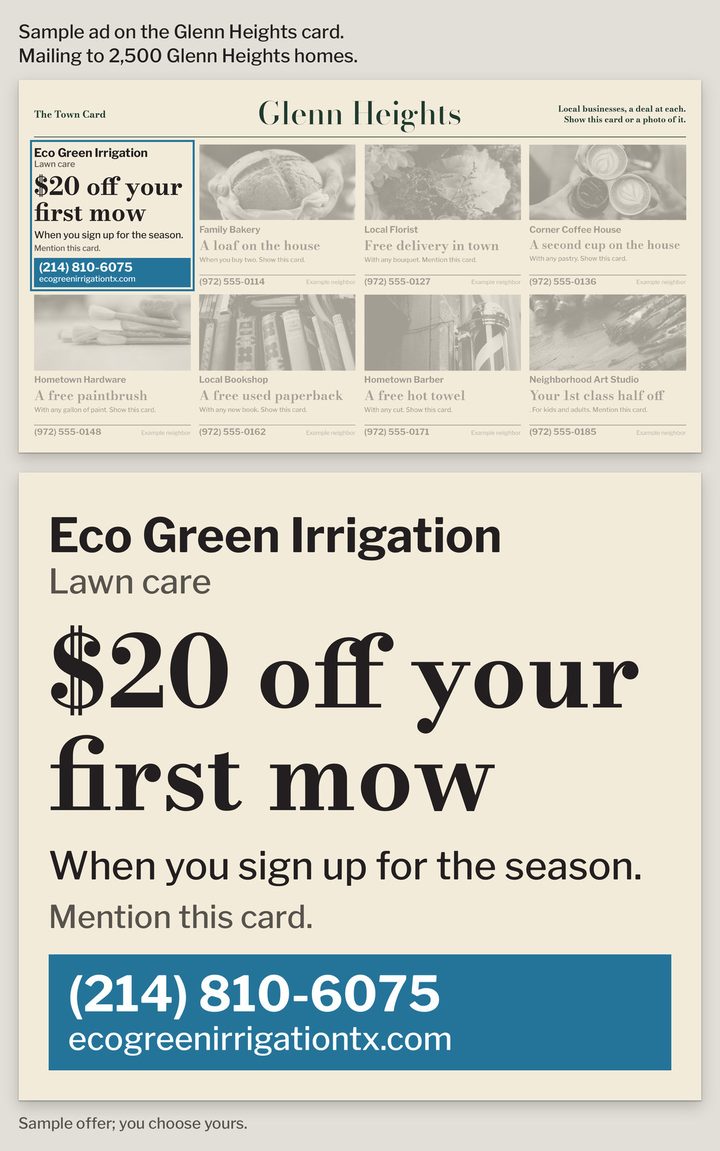 Sample ad on the Glenn Heights card.
Mailing to 2,500 Glenn Heights homes.
The Town Card
Glenn Heights
Local businesses, a deal at each.
Show this card or a photo of it.
Eco Green Irrigation
Lawn care
$20 off your
first mow
When you sign up for the season.
Mention this card.
(214) 810-6075
ecogreenirrigationtx.com
Family Bakery
A loaf on the house
When you buy two. Show this card.
(972) 555-0114
Example neighbor
Local Florist
Free delivery in town
With any bouquet. Mention this card.
(972) 555-0127
Example neighbor
Corner Coffee House
A second cup on the house
With any pastry. Show this card.
(972) 555-0136
Example neighbor
Hometown Hardware
A free paintbrush
With any gallon of paint. Show this card.
(972) 555-0148
Example neighbor
Local Bookshop
A free used paperback
With any new book. Show this card.
(972) 555-0162
Example neighbor
Hometown Barber
A free hot towel
With any cut. Show this card.
(972) 555-0171
Example neighbor
Neighborhood Art Studio
Your 1st class half off
For kids and adults. Mention this card.
(972) 555-0185
Example neighbor
Eco Green Irrigation
Lawn care
$20 off your
first mow
When you sign up for the season.
Mention this card.
(214) 810-6075
ecogreenirrigationtx.com
Sample offer; you choose yours.